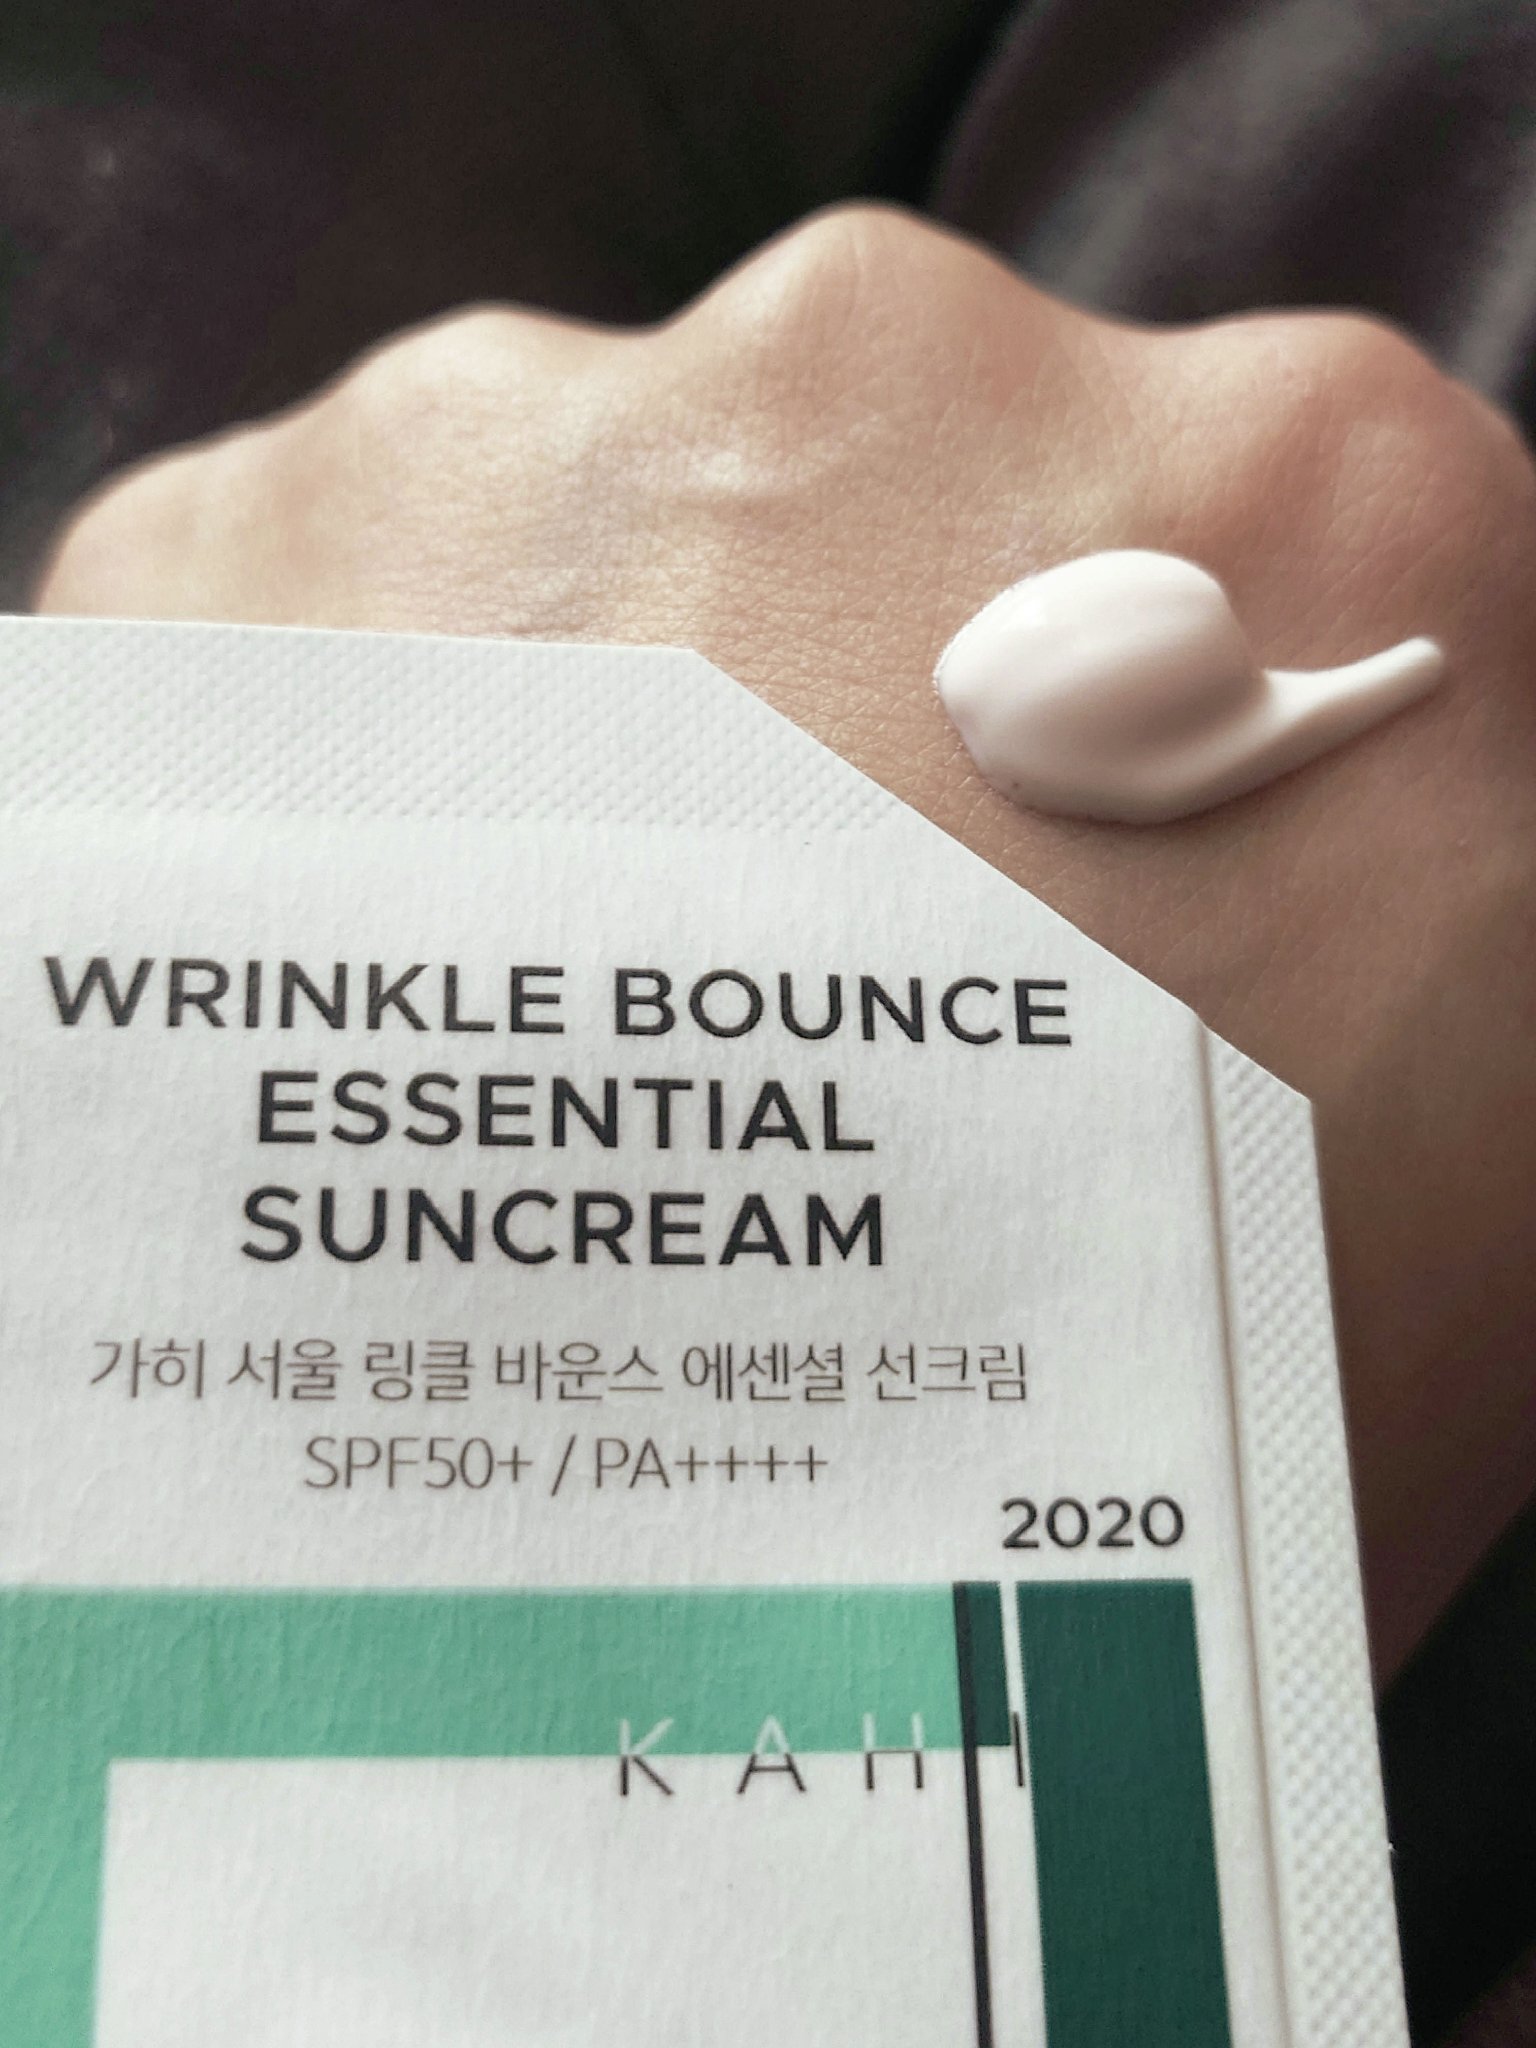 WRINKLE BOUNCE
ESSENTIAL
SUNCREAM
가히 서울 링클 바운스 에센셜 선크림
SPF50+ / PA++++
2020
KAHI